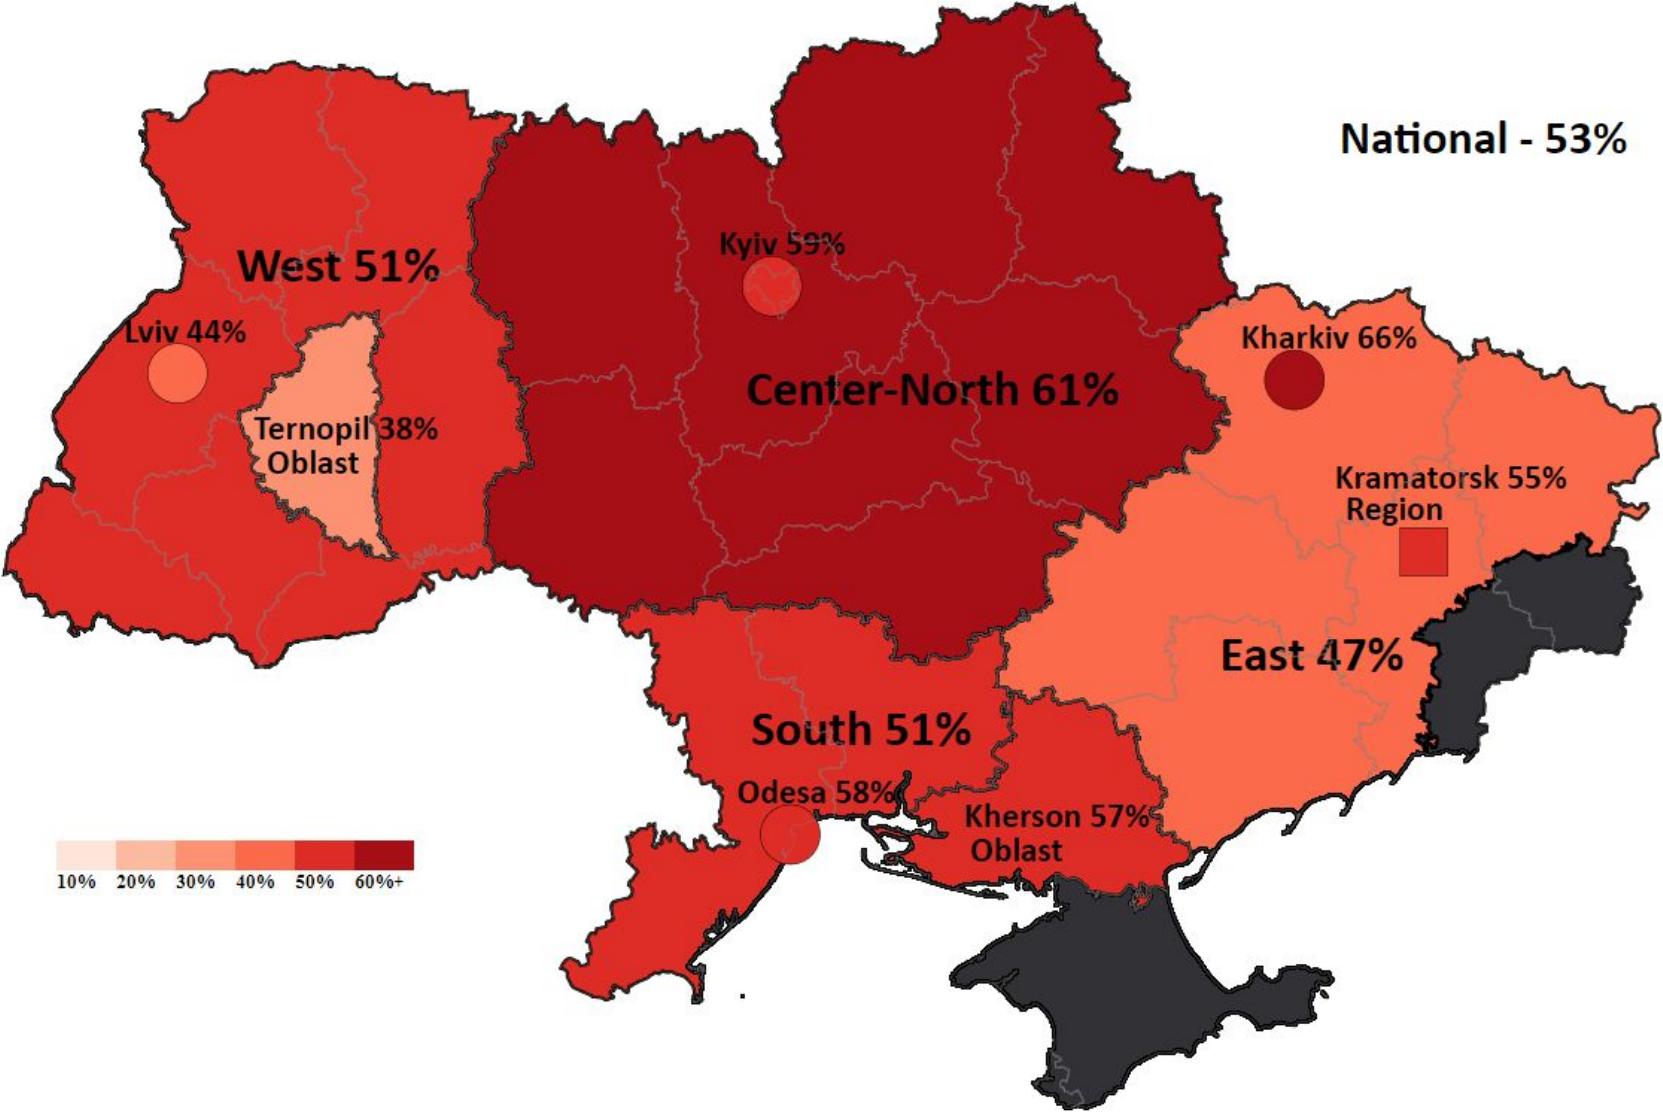 National - 53%
Kyiv 59%
West 51%
Lviv 44%
Kharkiv 66%
Center-North 61%
Ternopil 38%
Oblast
Kramatorsk 55%
Region
East 47%
South 51%
Odesa 58%
Kherson 57%
Oblast
10% 20% 30% 40% 50% 60%+